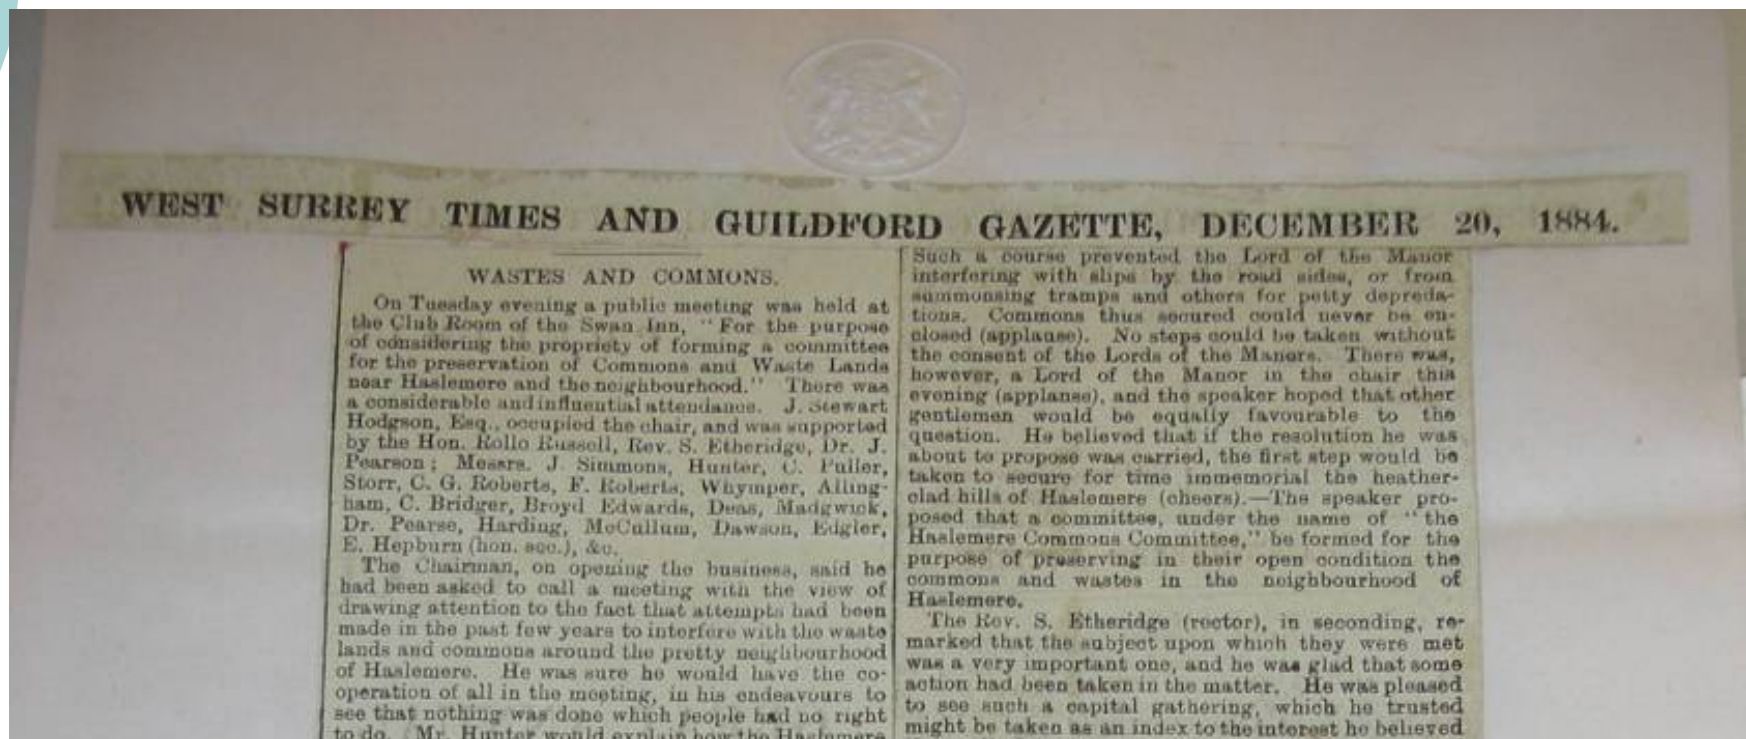 WEST SURREY TIMES AND GUILDFORD GAZETTE, DECEMBER 20, 1884.
WASTES AND COMMONS.
On Tuesday evening a public meeting was held at
the Club Room of the Swan Inn, "For the purpose
of considering the propriety of forming a committee
for the preservation of Commons and Waste Lands
near Haslemere and the neighbourhood." There was
a considerable and influential attendance. J. Stewart
Hodgson, Esq., occupied the chair, and was supported
by the Hon. Rollo Russell, Rev. S. Etheridge, Dr. J.
Pearson; Messrs. J. Simmons, Hunter, C. Fuller,
Storr, C. G. Roberts, F. Roberts, Whymper, Alling-
ham, C. Bridger, Broyd Edwards, Deas, Madgwick,
Dr. Pearse, Harding, McCullum, Dawson, Edgler,
E. Hepburn (hon. sec.), &c.
The Chairman, on opening the business, said he
had been asked to call a meeting with the view of
drawing attention to the fact that attempts had been
made in the past few years to interfere with the waste
lands and commons around the pretty neighbourhood
of Haslemere. He was sure he would have the co-
operation of all in the meeting, in his endeavours to
see that nothing was done which people had no right
to do. Mr. Hunter would explain how the Haslemere
Such a course prevented the Lord of the Manor
interfering with slips by the road sides, or from
summonsing tramps and others for petty depreda-
tions. Commons thus secured could never be en-
closed (applause). No steps could be taken without
the consent of the Lords of the Manors. There was,
however, a Lord of the Manor in the chair this
evening (applause), and the speaker hoped that other
gentlemen would be equally favourable to the
question. He believed that if the resolution he was
about to propose was carried, the first step would be
taken to secure for time immemorial the heather-
clad hills of Haslemere (cheers).—The speaker pro-
posed that a committee, under the name of "the
Haslemere Commons Committee," be formed for the
purpose of preserving in their open condition the
commons and wastes in the neighbourhood of
Haslemere.
The Rev. S. Etheridge (rector), in seconding, re-
marked that the subject upon which they were met
was a very important one, and he was glad that some
action had been taken in the matter. He was pleased
to see such a capital gathering, which he trusted
might be taken as an index to the interest he believed